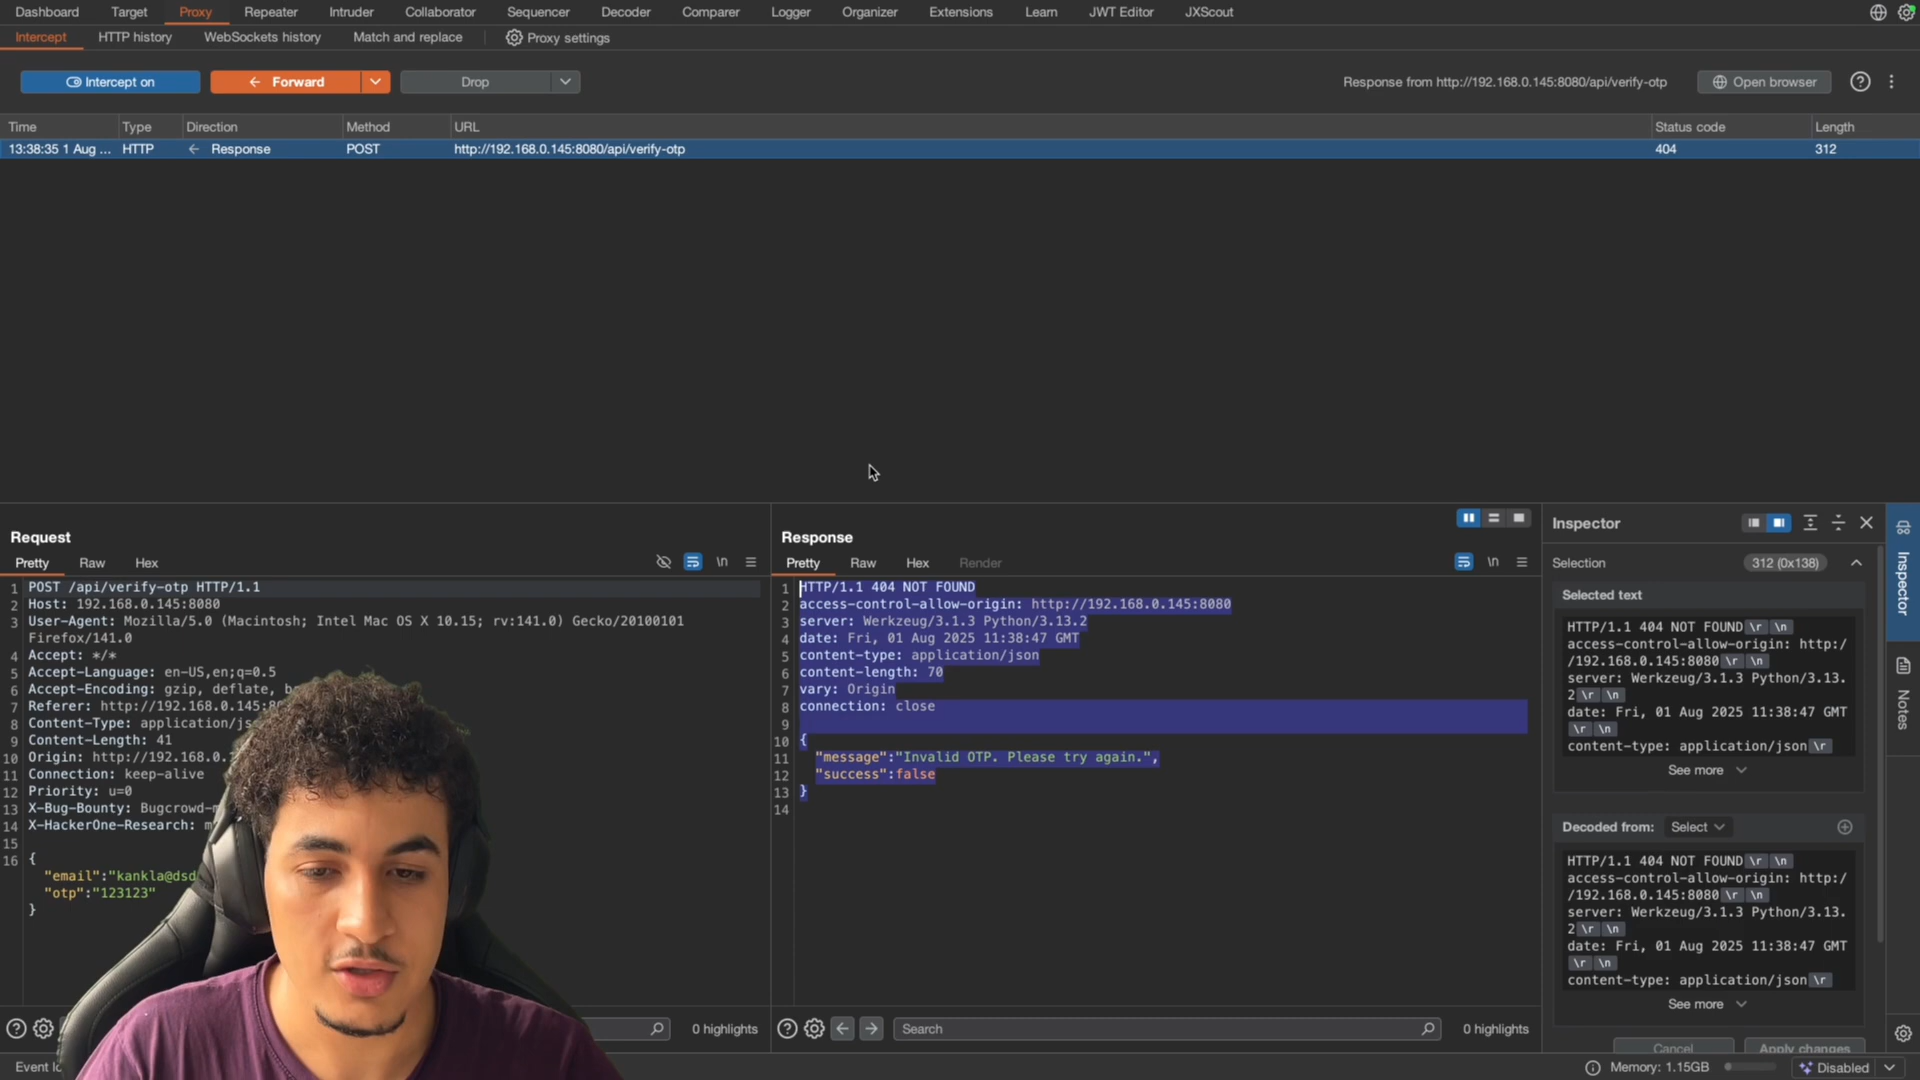 Dashboard Target Proxy Repeater Intruder Collaborator Sequencer Decoder Comparer Logger Organizer Extensions Learn JWT Editor JXScout
Intercept HTTP history WebSockets history Match and replace Proxy settings
Intercept on Forward Drop Response from http://192.168.0.145:8080/api/verify-otp Open browser
Time Type Direction Method URL Status code Length
13:38:35 1 Aug ... HTTP Response POST http://192.168.0.145:8080/api/verify-otp 404 312
Request
Pretty Raw Hex \n
1 POST /api/verify-otp HTTP/1.1
2 Host: 192.168.0.145:8080
3 User-Agent: Mozilla/5.0 (Macintosh; Intel Mac OS X 10.15; rv:141.0) Gecko/20100101
Firefox/141.0
4 Accept: */*
5 Accept-Language: en-US,en;q=0.5
6 Accept-Encoding: gzip, deflate, b
7 Referer: http://192.168.0.145:8
8 Content-Type: application/js
9 Content-Length: 41
10 Origin: http://192.168.0.1
11 Connection: keep-alive
12 Priority: u=0
13 X-Bug-Bounty: Bugcrowd-
14 X-HackerOne-Research:
15
16 {
"email":"kankla@dsd
"otp":"123123"
}
0 highlights
Response
Pretty Raw Hex Render \n
1 HTTP/1.1 404 NOT FOUND
2 access-control-allow-origin: http://192.168.0.145:8080
3 server: Werkzeug/3.1.3 Python/3.13.2
4 date: Fri, 01 Aug 2025 11:38:47 GMT
5 content-type: application/json
6 content-length: 70
7 vary: Origin
8 connection: close
9
10 {
11 "message":"Invalid OTP. Please try again.",
12 "success":false
13 }
14
Search 0 highlights
Inspector
Selection 312 (0x138)
Selected text
HTTP/1.1 404 NOT FOUND \r \n
access-control-allow-origin: http:/
/192.168.0.145:8080 \r \n
server: Werkzeug/3.1.3 Python/3.13.
2 \r \n
date: Fri, 01 Aug 2025 11:38:47 GMT
\r \n
content-type: application/json \r
See more
Decoded from: Select
HTTP/1.1 404 NOT FOUND \r \n
access-control-allow-origin: http:/
/192.168.0.145:8080 \r \n
server: Werkzeug/3.1.3 Python/3.13.
2 \r \n
date: Fri, 01 Aug 2025 11:38:47 GMT
\r \n
content-type: application/json \r
See more
Cancel Apply changes
Inspector
Notes
Event lo
Memory: 1.15GB Disabled